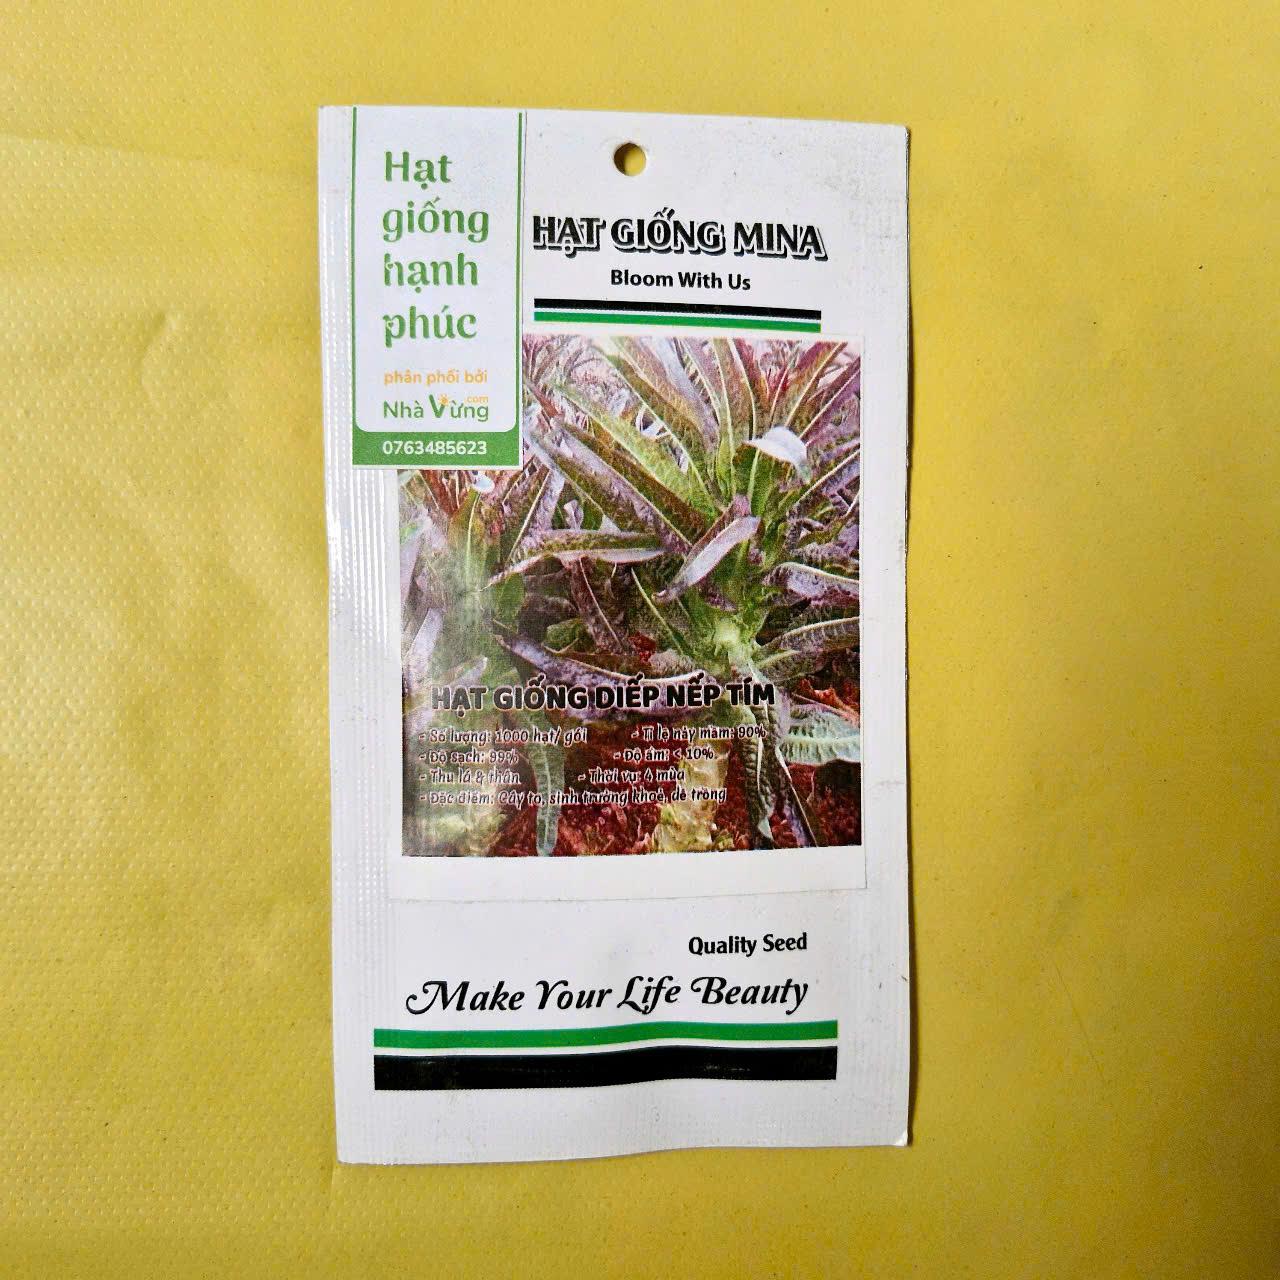 Hạt
giống
hạnh
phúc
phân phối bởi
Nhà Vừng.com
0763485623
HẠT GIỐNG MINA
Bloom With Us
HẠT GIỐNG DIẾP NẾP TÍM
- Số lượng: 1000 hạt/ gói - Tỉ lệ nảy mầm: 90%
- Độ sạch: 99% - Độ ẩm: < 10%.
- Thu lá & thân - Thời vụ: 4 mùa
- Đặc điểm: Cây to, sinh trưởng khoẻ, dễ trồng
Quality Seed
Make Your Life Beauty